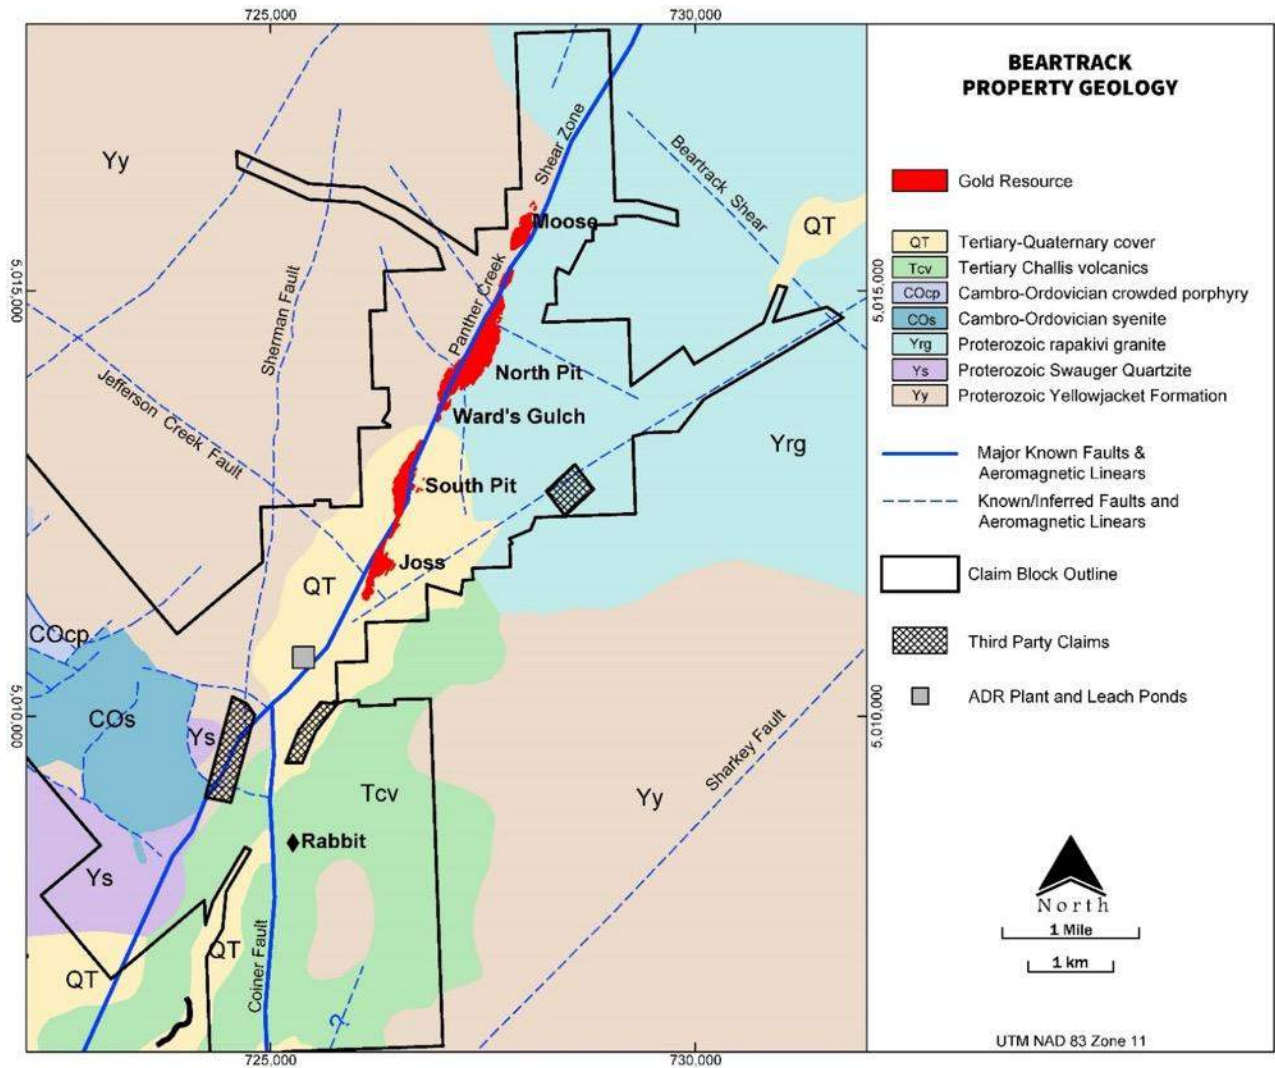 725,000
730,000
BEARTRACK
PROPERTY GEOLOGY
Yy
Shear Zone
Beartrack Shear
Gold Resource
Moose
QT
QT
Tertiary-Quaternary cover
Tcv
Tertiary Challis volcanics
COcp
Cambro-Ordovician crowded porphyry
COs
Cambro-Ordovician syenite
Yrg
Proterozoic rapakivi granite
Ys
Proterozoic Swauger Quartzite
Yy
Proterozoic Yellowjacket Formation
5,015,000
5,015,000
Sherman Fault
Panther Creek
North Pit
Jefferson Creek Fault
Ward's Gulch
Yrg
Major Known Faults &
Aeromagnetic Linears
South Pit
Known/Inferred Faults and
Aeromagnetic Linears
Joss
QT
Claim Block Outline
COcp
Third Party Claims
ADR Plant and Leach Ponds
5,010,000
5,010,000
COs
Ys
Sharkey Fault
Tcv
Yy
Rabbit
Ys
North
1 Mile
1 km
QT
QT
Coiner Fault
?
725,000
730,000
UTM NAD 83 Zone 11